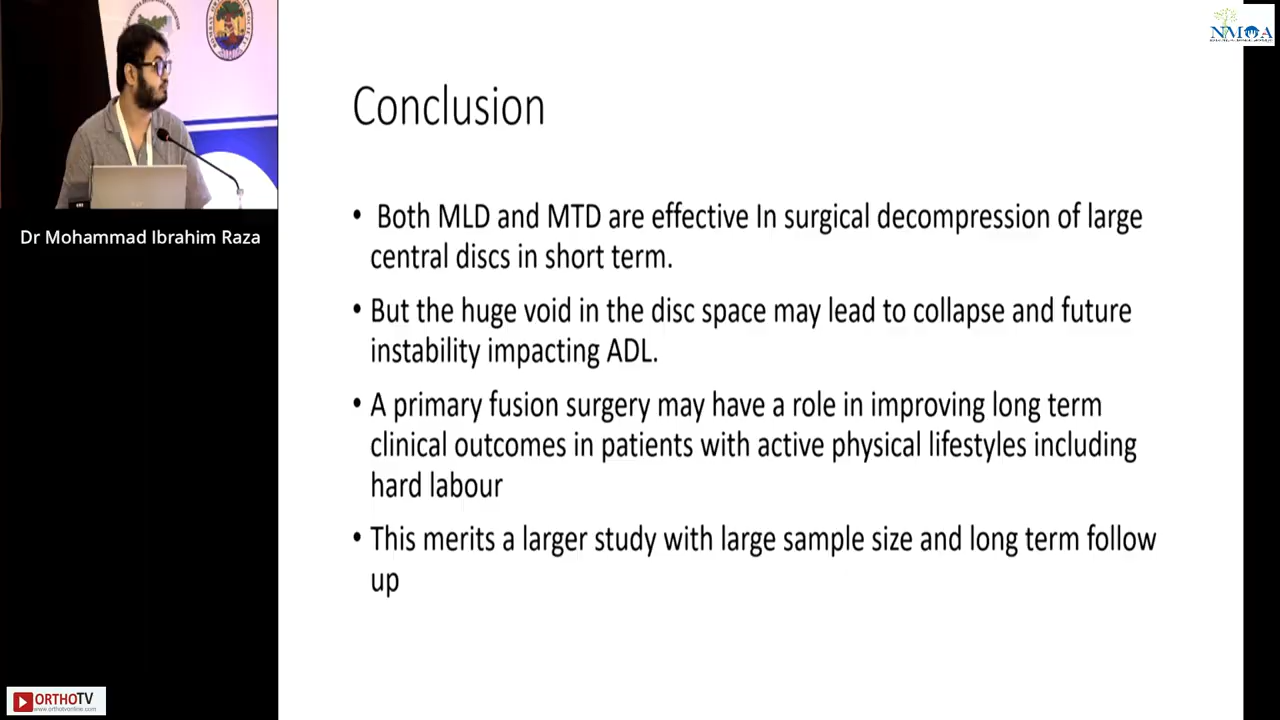 NMOA
Conclusion
• Both MLD and MTD are effective In surgical decompression of large
central discs in short term.
• But the huge void in the disc space may lead to collapse and future
instability impacting ADL.
• A primary fusion surgery may have a role in improving long term
clinical outcomes in patients with active physical lifestyles including
hard labour
• This merits a larger study with large sample size and long term follow
up
Dr Mohammad Ibrahim Raza
ORTHOTV
www.orthotvonline.com